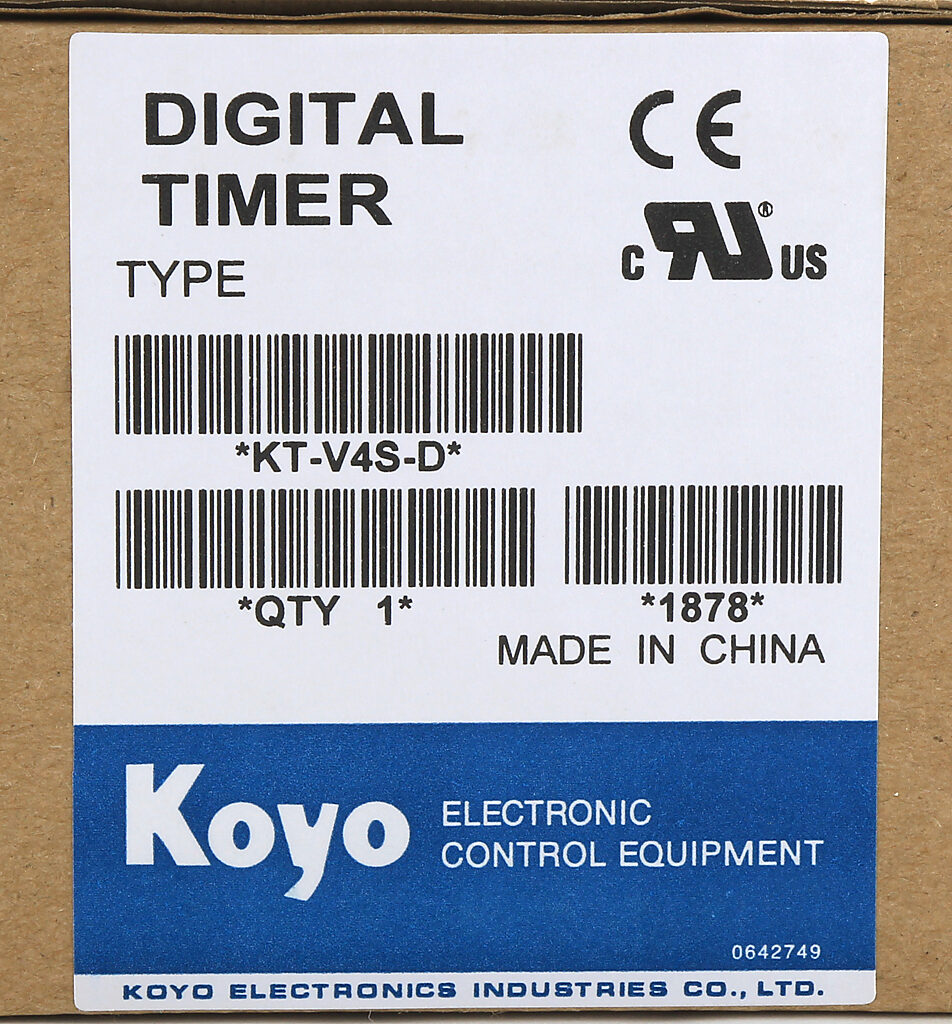 DIGITAL
TIMER
CE
C RU® US
TYPE
*KT-V4S-D*
*QTY 1*
*1878*
MADE IN CHINA
Koyo
ELECTRONIC
CONTROL EQUIPMENT
0642749
KOYO ELECTRONICS INDUSTRIES CO., LTD.